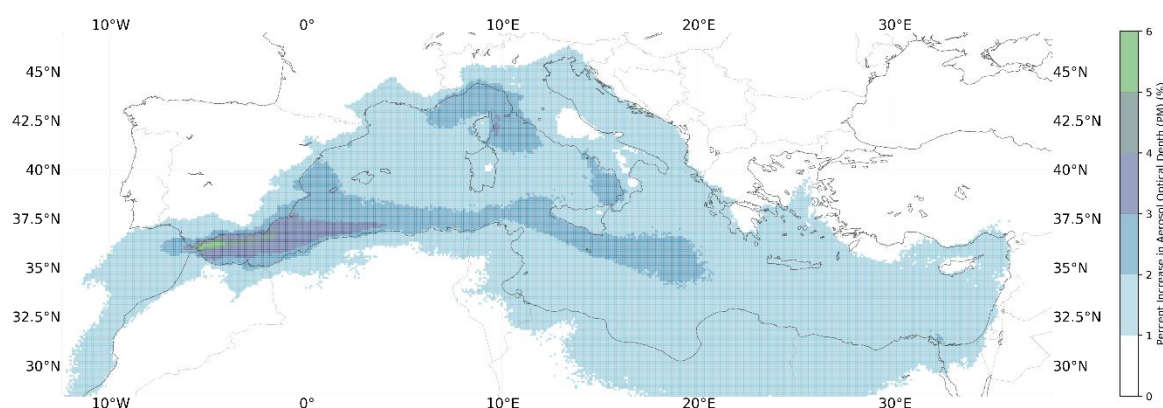 10°W 0° 10°E 20°E 30°E
45°N 45°N
42.5°N 42.5°N
40°N 40°N
37.5°N 37.5°N
35°N 35°N
32.5°N 32.5°N
30°N 30°N
10°W 0° 10°E 20°E 30°E
6
5
4
3
2
1
0
Percent Increase in Aerosol Optical Depth (PM) (%)